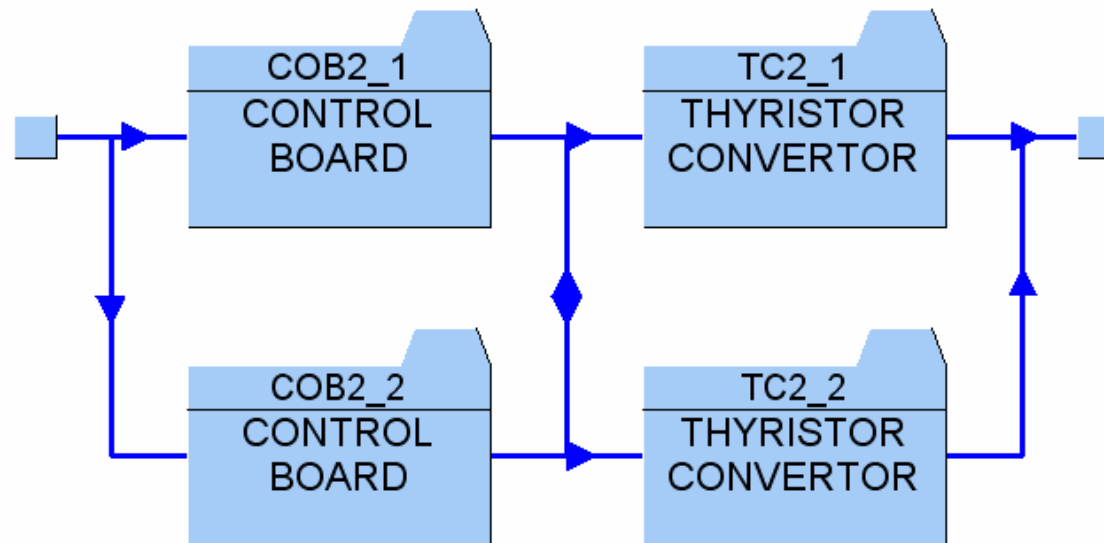 COB2_1
CONTROL
BOARD
TC2_1
THYRISTOR
CONVERTOR
COB2_2
CONTROL
BOARD
TC2_2
THYRISTOR
CONVERTOR